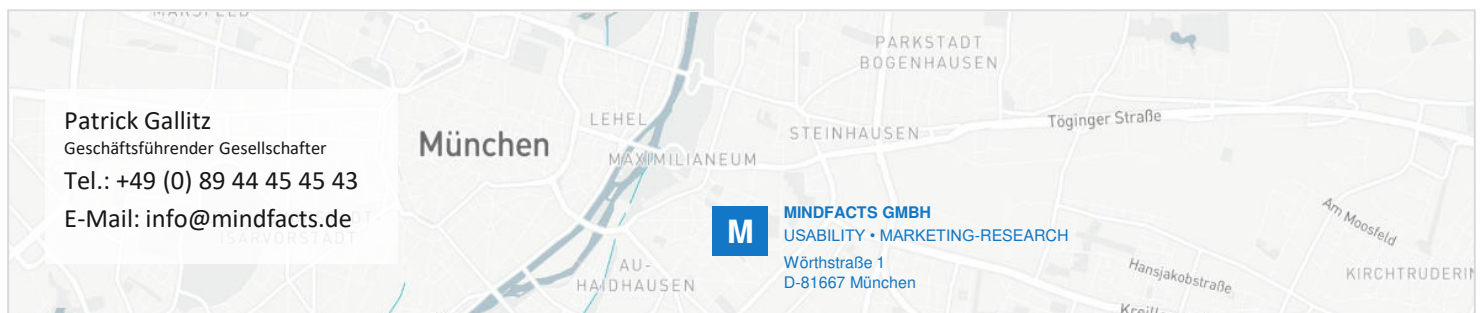 MARSFELD
PARKSTADT
BOGENHAUSEN
Patrick Gallitz
Geschäftsführender Gesellschafter
Tel.: +49 (0) 89 44 45 45 43
E-Mail: info@mindfacts.de
München
LEHEL
MAXIMILIANEUM
STEINHAUSEN
Töginger Straße
ISARVORSTADT
M
MINDFACTS GMBH
USABILITY • MARKETING-RESEARCH
Wörthstraße 1
D-81667 München
AU-
HAIDHAUSEN
Am Moosfeld
Hansjakobstraße
KIRCHTRUDERIN